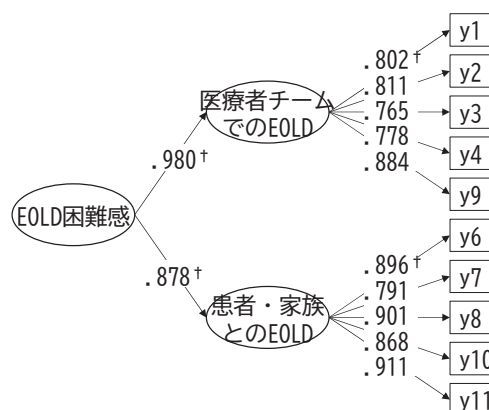 y1
.802†
y2
.811
医療者チーム
でのEOLD
.765
y3
.778
y4
.884
.980†
y9
EOLD困難感
y6
.896†
y7
.791
.878†
患者・家族
とのEOLD
.901
y8
.868
y10
.911
y11